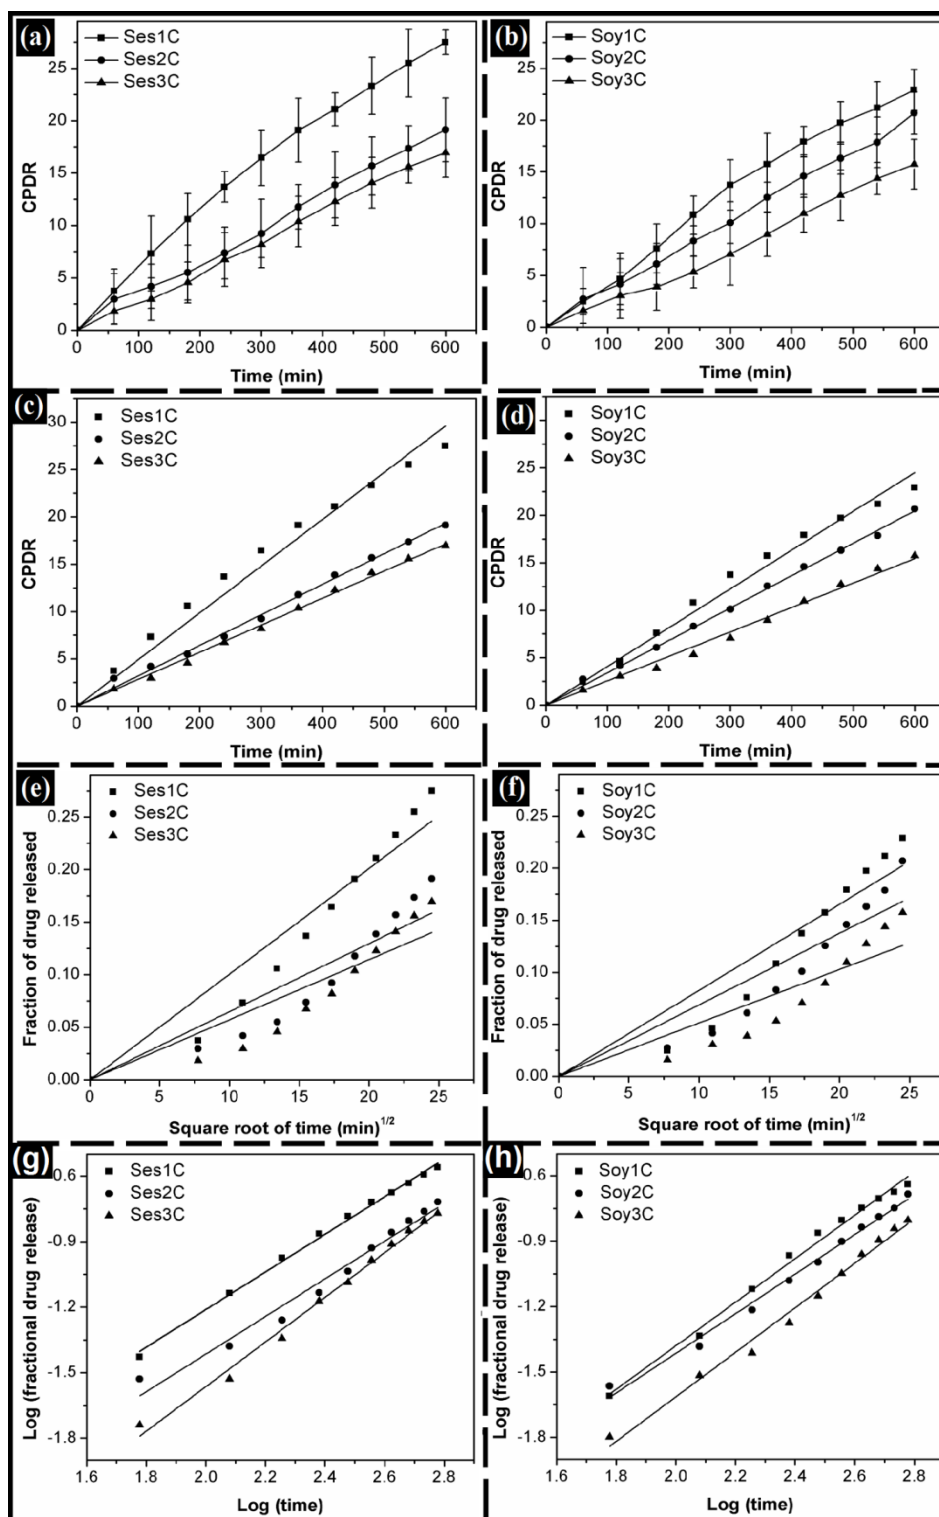 (a)
Ses1C
Ses2C
Ses3C
25
20
15
10
5
0
CPDR
0 100 200 300 400 500 600
Time (min)
(b)
Soy1C
Soy2C
Soy3C
25
20
15
10
5
0
CPDR
0 100 200 300 400 500 600
Time (min)
(c)
Ses1C
Ses2C
Ses3C
30
25
20
15
10
5
0
CPDR
0 100 200 300 400 500 600
Time (min)
(d)
Soy1C
Soy2C
Soy3C
25
20
15
10
5
0
CPDR
0 100 200 300 400 500 600
Time (min)
(e)
Ses1C
Ses2C
Ses3C
0.25
0.20
0.15
0.10
0.05
0.00
Fraction of drug released
0 5 10 15 20 25
Square root of time (min)1/2
(f)
Soy1C
Soy2C
Soy3C
0.25
0.20
0.15
0.10
0.05
0.00
Fraction of drug released
0 5 10 15 20 25
Square root of time (min)1/2
(g)
Ses1C
Ses2C
Ses3C
-0.6
-0.9
-1.2
-1.5
-1.8
Log (fractional drug release)
1.6 1.8 2.0 2.2 2.4 2.6 2.8
Log (time)
(h)
Soy1C
Soy2C
Soy3C
-0.6
-0.9
-1.2
-1.5
-1.8
Log (fractional drug release)
1.6 1.8 2.0 2.2 2.4 2.6 2.8
Log (time)